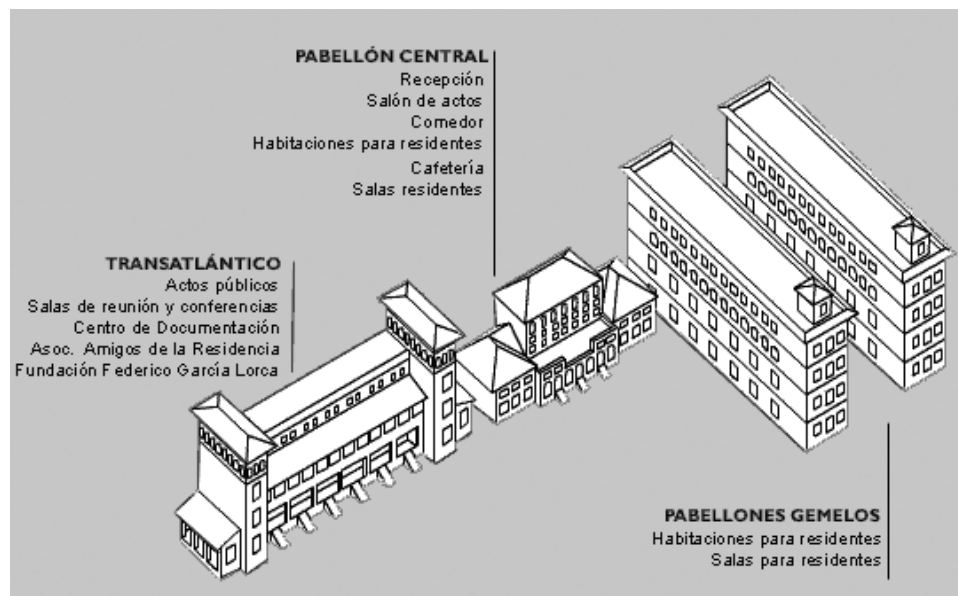 PABELLÓN CENTRAL
Recepción
Salón de actos
Comedor
Habitaciones para residentes
Cafetería
Salas residentes
TRANSATLÁNTICO
Actos públicos
Salas de reunión y conferencias
Centro de Documentación
Asoc. Amigos de la Residencia
Fundación Federico García Lorca
PABELLONES GEMELOS
Habitaciones para residentes
Salas para residentes